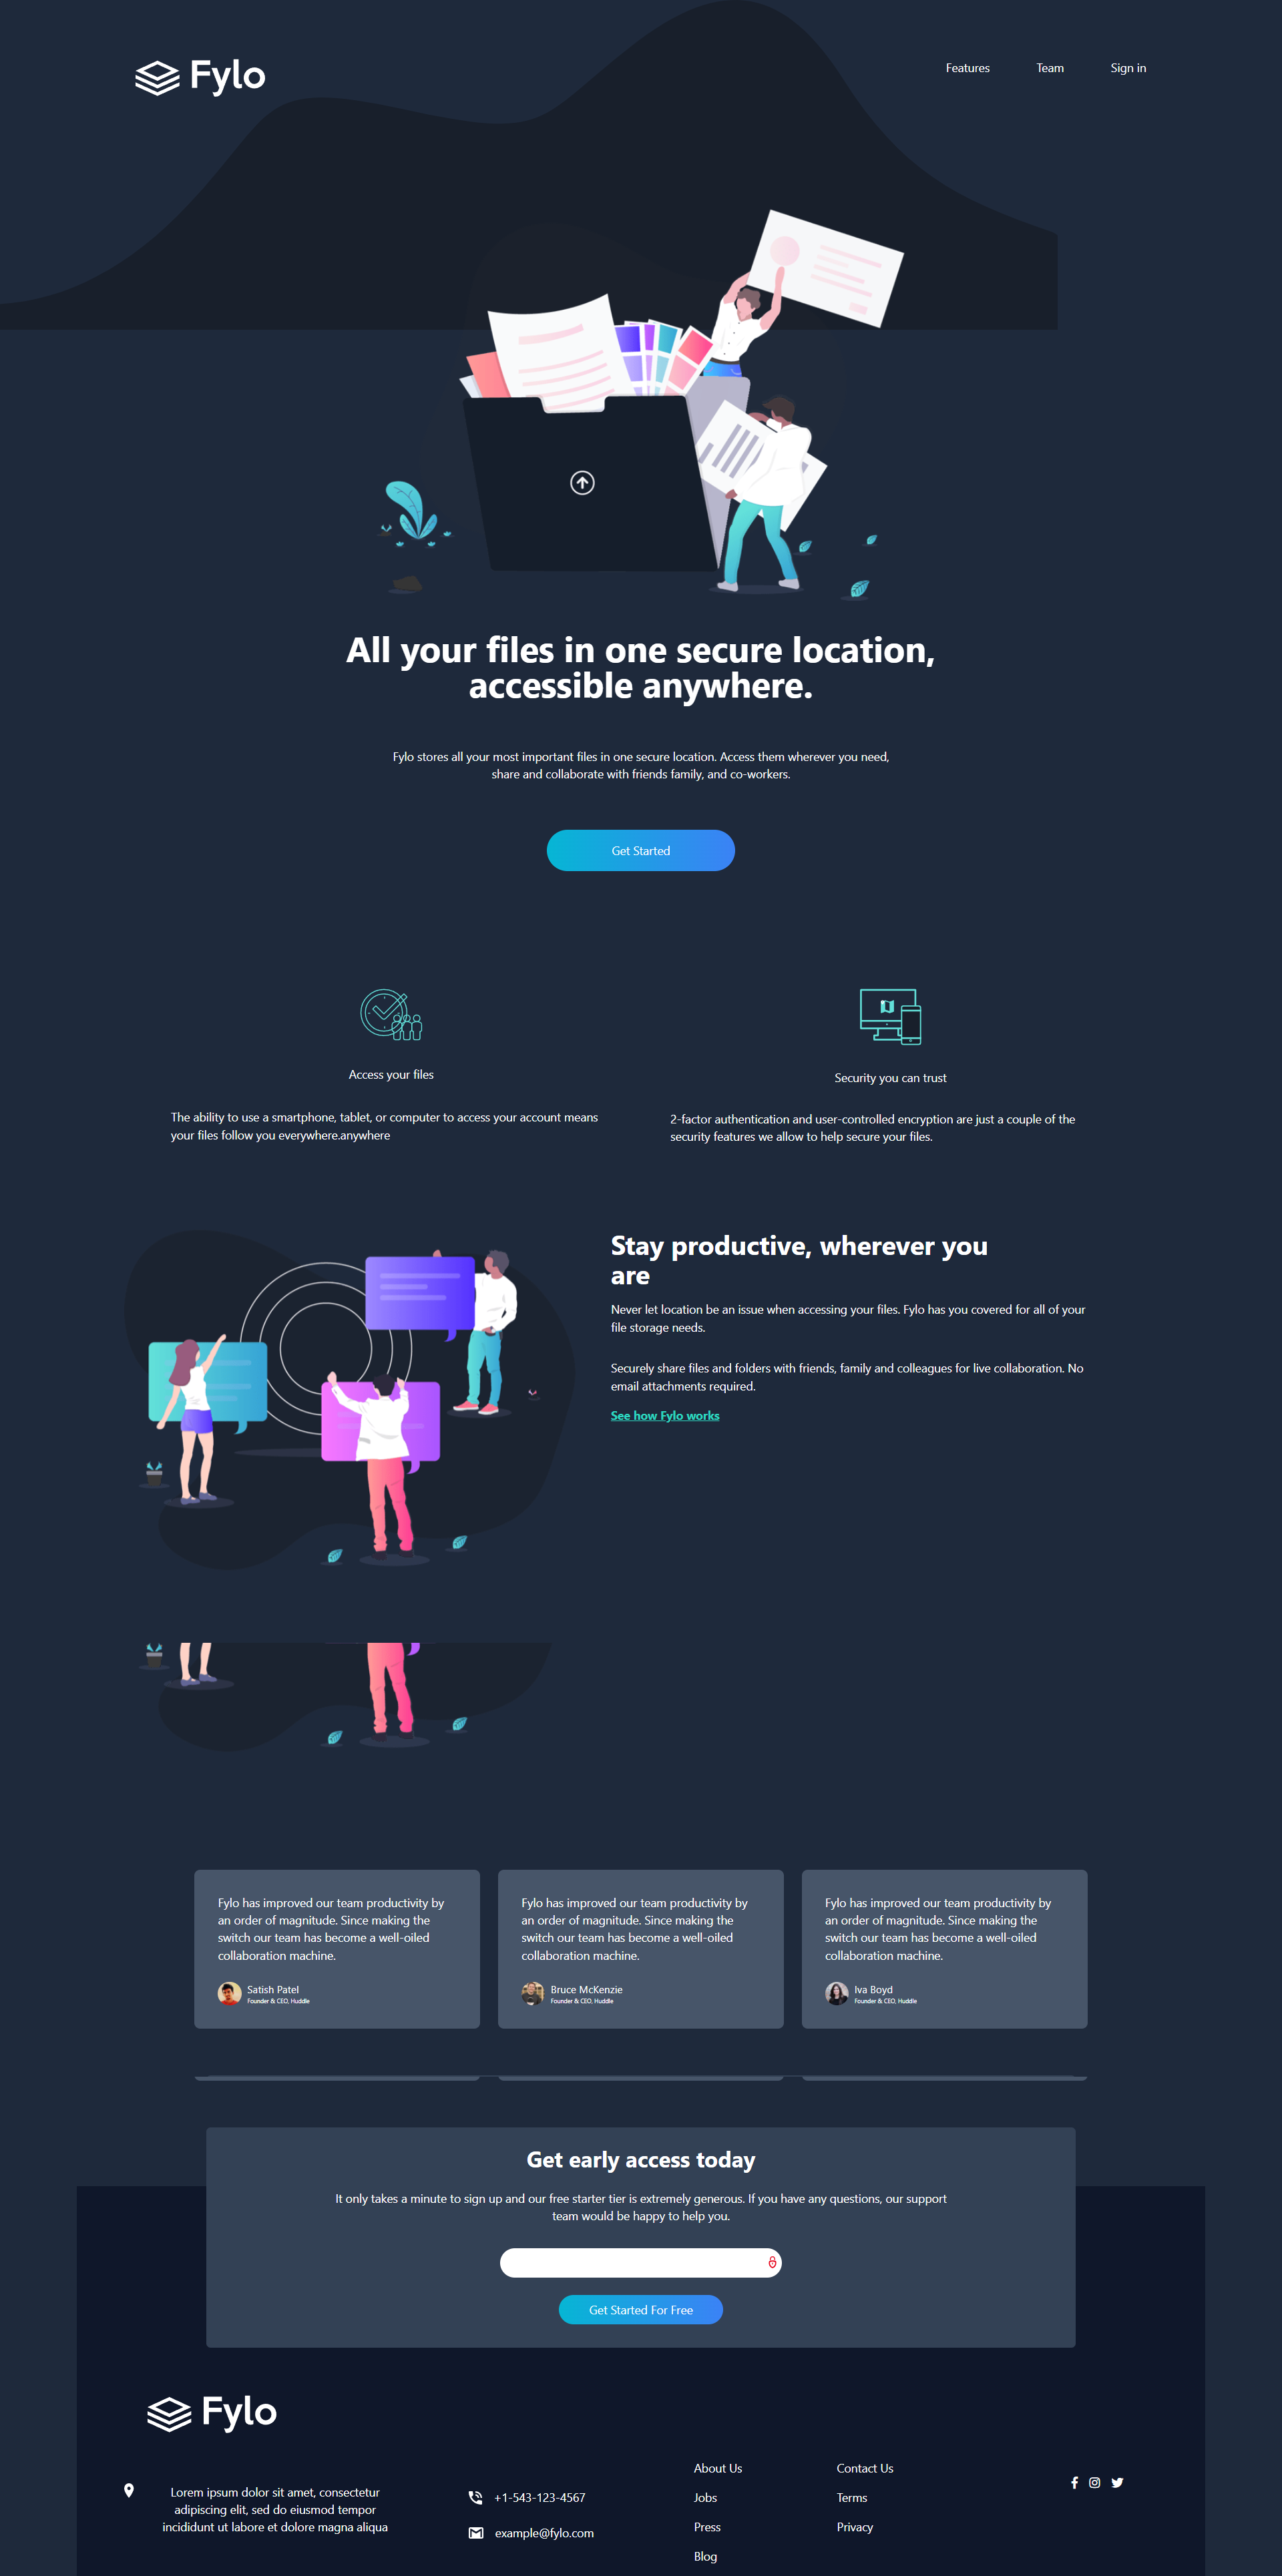 Fylo
Features
Team
Sign in
All your files in one secure location,
accessible anywhere.
Fylo stores all your most important files in one secure location. Access them wherever you need,
share and collaborate with friends family, and co-workers.
Get Started
Access your files
The ability to use a smartphone, tablet, or computer to access your account means
your files follow you everywhere.anywhere
Security you can trust
2-factor authentication and user-controlled encryption are just a couple of the
security features we allow to help secure your files.
Stay productive, wherever you
are
Never let location be an issue when accessing your files. Fylo has you covered for all of your
file storage needs.
Securely share files and folders with friends, family and colleagues for live collaboration. No
email attachments required.
See how Fylo works
Fylo has improved our team productivity by
an order of magnitude. Since making the
switch our team has become a well-oiled
collaboration machine.
Satish Patel
Founder & CEO, Huddle
Fylo has improved our team productivity by
an order of magnitude. Since making the
switch our team has become a well-oiled
collaboration machine.
Bruce McKenzie
Founder & CEO, Huddle
Fylo has improved our team productivity by
an order of magnitude. Since making the
switch our team has become a well-oiled
collaboration machine.
Iva Boyd
Founder & CEO, Huddle
Get early access today
It only takes a minute to sign up and our free starter tier is extremely generous. If you have any questions, our support
team would be happy to help you.
Get Started For Free
Fylo
Lorem ipsum dolor sit amet, consectetur
adipiscing elit, sed do eiusmod tempor
incididunt ut labore et dolore magna aliqua
+1-543-123-4567
example@fylo.com
About Us
Jobs
Press
Blog
Contact Us
Terms
Privacy